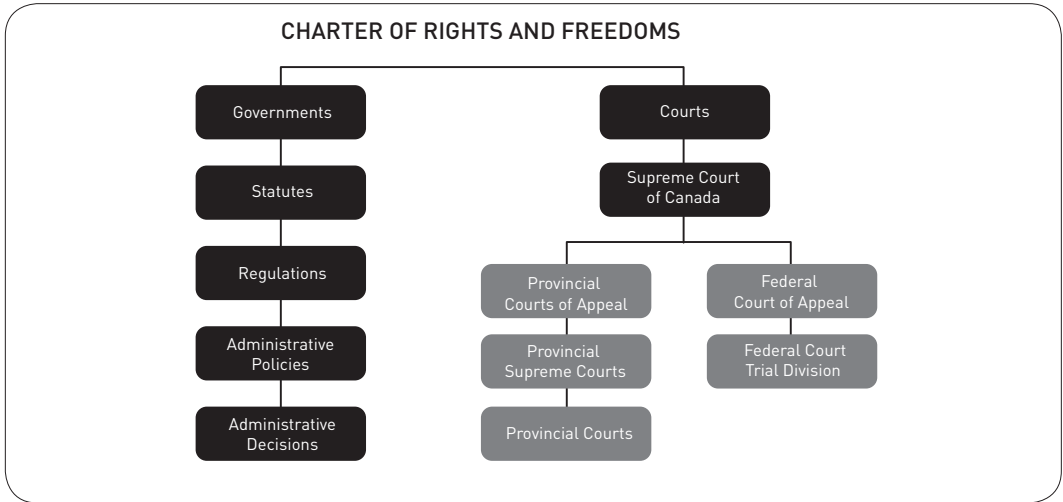 CHARTER OF RIGHTS AND FREEDOMS
Governments
Statutes
Regulations
Administrative
Policies
Administrative
Decisions
Courts
Supreme Court
of Canada
Provincial
Courts of Appeal
Provincial
Supreme Courts
Provincial Courts
Federal
Court of Appeal
Federal Court
Trial Division